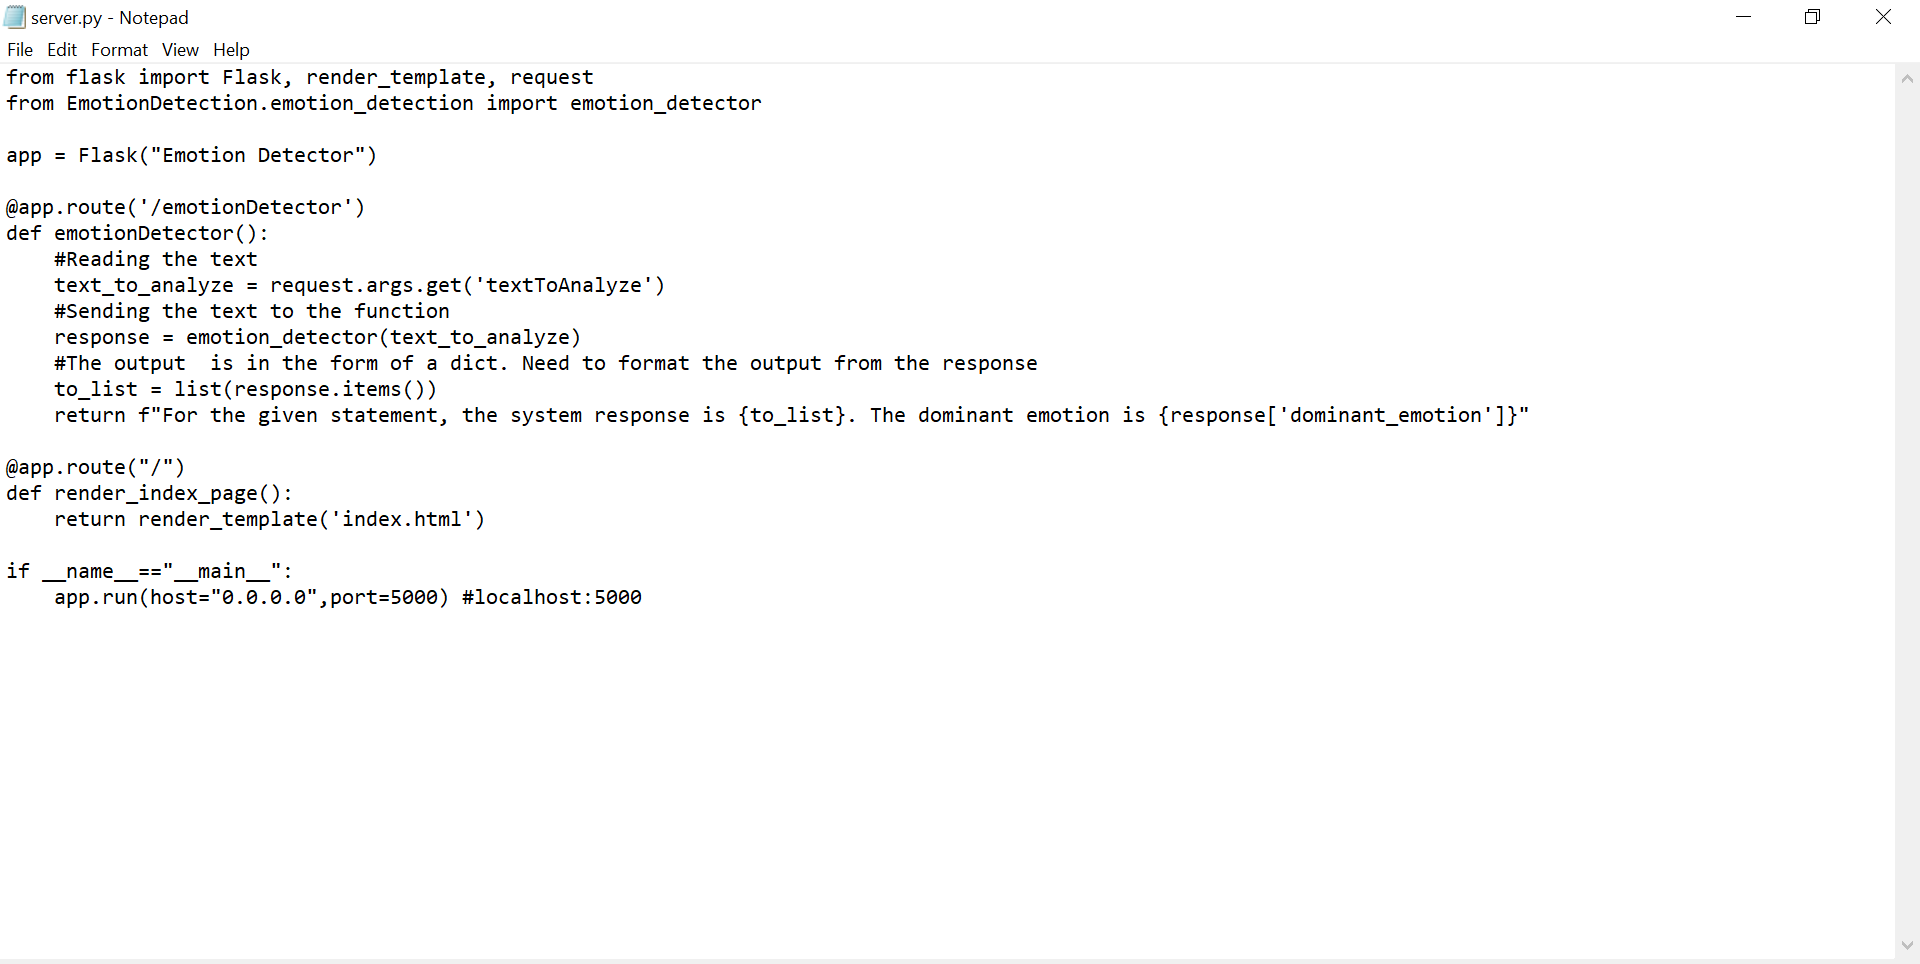 server.py - Notepad
File Edit Format View Help
from flask import Flask, render_template, request
from EmotionDetection.emotion_detection import emotion_detector

app = Flask("Emotion Detector")

@app.route('/emotionDetector')
def emotionDetector():
    #Reading the text
    text_to_analyze = request.args.get('textToAnalyze')
    #Sending the text to the function
    response = emotion_detector(text_to_analyze)
    #The output  is in the form of a dict. Need to format the output from the response
    to_list = list(response.items())
    return f"For the given statement, the system response is {to_list}. The dominant emotion is {response['dominant_emotion']}"

@app.route("/")
def render_index_page():
    return render_template('index.html')

if __name__=="__main__":
    app.run(host="0.0.0.0",port=5000) #localhost:5000